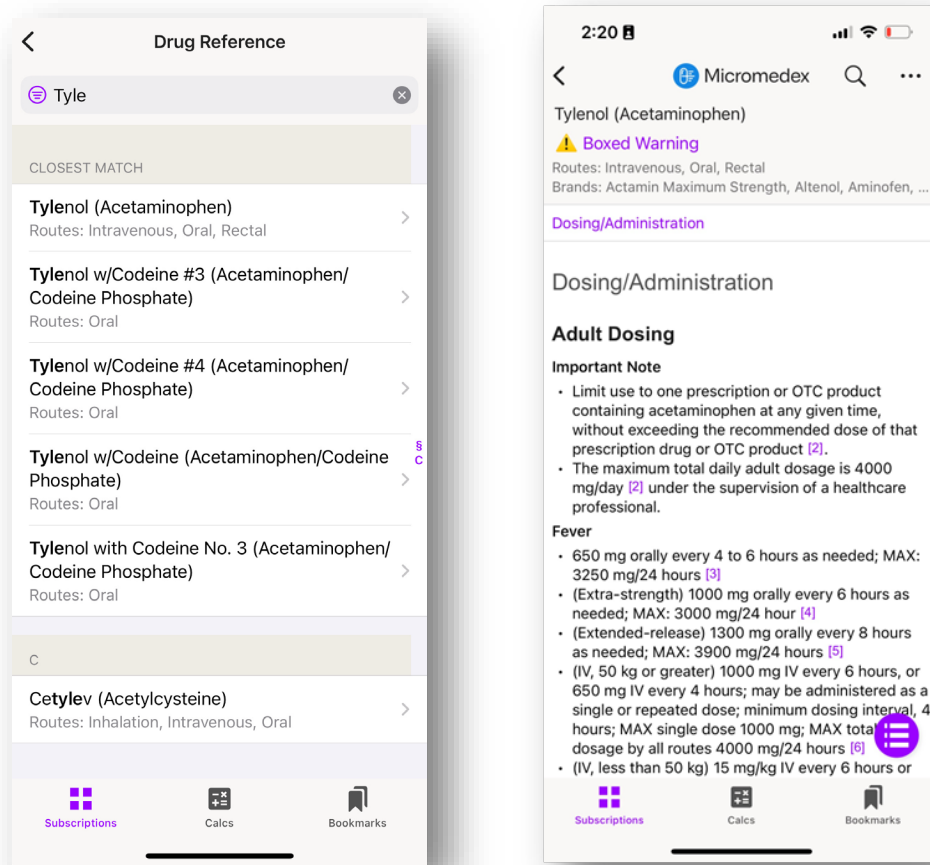 Drug Reference
Tyle
CLOSEST MATCH
Tylenol (Acetaminophen)
Routes: Intravenous, Oral, Rectal
Tylenol w/Codeine #3 (Acetaminophen/
Codeine Phosphate)
Routes: Oral
Tylenol w/Codeine #4 (Acetaminophen/
Codeine Phosphate)
Routes: Oral
Tylenol w/Codeine (Acetaminophen/Codeine
Phosphate)
Routes: Oral
§
C
Tylenol with Codeine No. 3 (Acetaminophen/
Codeine Phosphate)
Routes: Oral
C
Cetylev (Acetylcysteine)
Routes: Inhalation, Intravenous, Oral
Subscriptions
Calcs
Bookmarks
2:20
Micromedex
Tylenol (Acetaminophen)
Boxed Warning
Routes: Intravenous, Oral, Rectal
Brands: Actamin Maximum Strength, Altenol, Aminofen, ...
Dosing/Administration
Dosing/Administration
Adult Dosing
Important Note
• Limit use to one prescription or OTC product
containing acetaminophen at any given time,
without exceeding the recommended dose of that
prescription drug or OTC product [2].
• The maximum total daily adult dosage is 4000
mg/day [2] under the supervision of a healthcare
professional.
Fever
• 650 mg orally every 4 to 6 hours as needed; MAX:
3250 mg/24 hours [3]
• (Extra-strength) 1000 mg orally every 6 hours as
needed; MAX: 3000 mg/24 hour [4]
• (Extended-release) 1300 mg orally every 8 hours
as needed; MAX: 3900 mg/24 hours [5]
• (IV, 50 kg or greater) 1000 mg IV every 6 hours, or
650 mg IV every 4 hours; may be administered as a
single or repeated dose; minimum dosing interval, 4
hours; MAX single dose 1000 mg; MAX tota
dosage by all routes 4000 mg/24 hours [6]
• (IV, less than 50 kg) 15 mg/kg IV every 6 hours or
Subscriptions
Calcs
Bookmarks